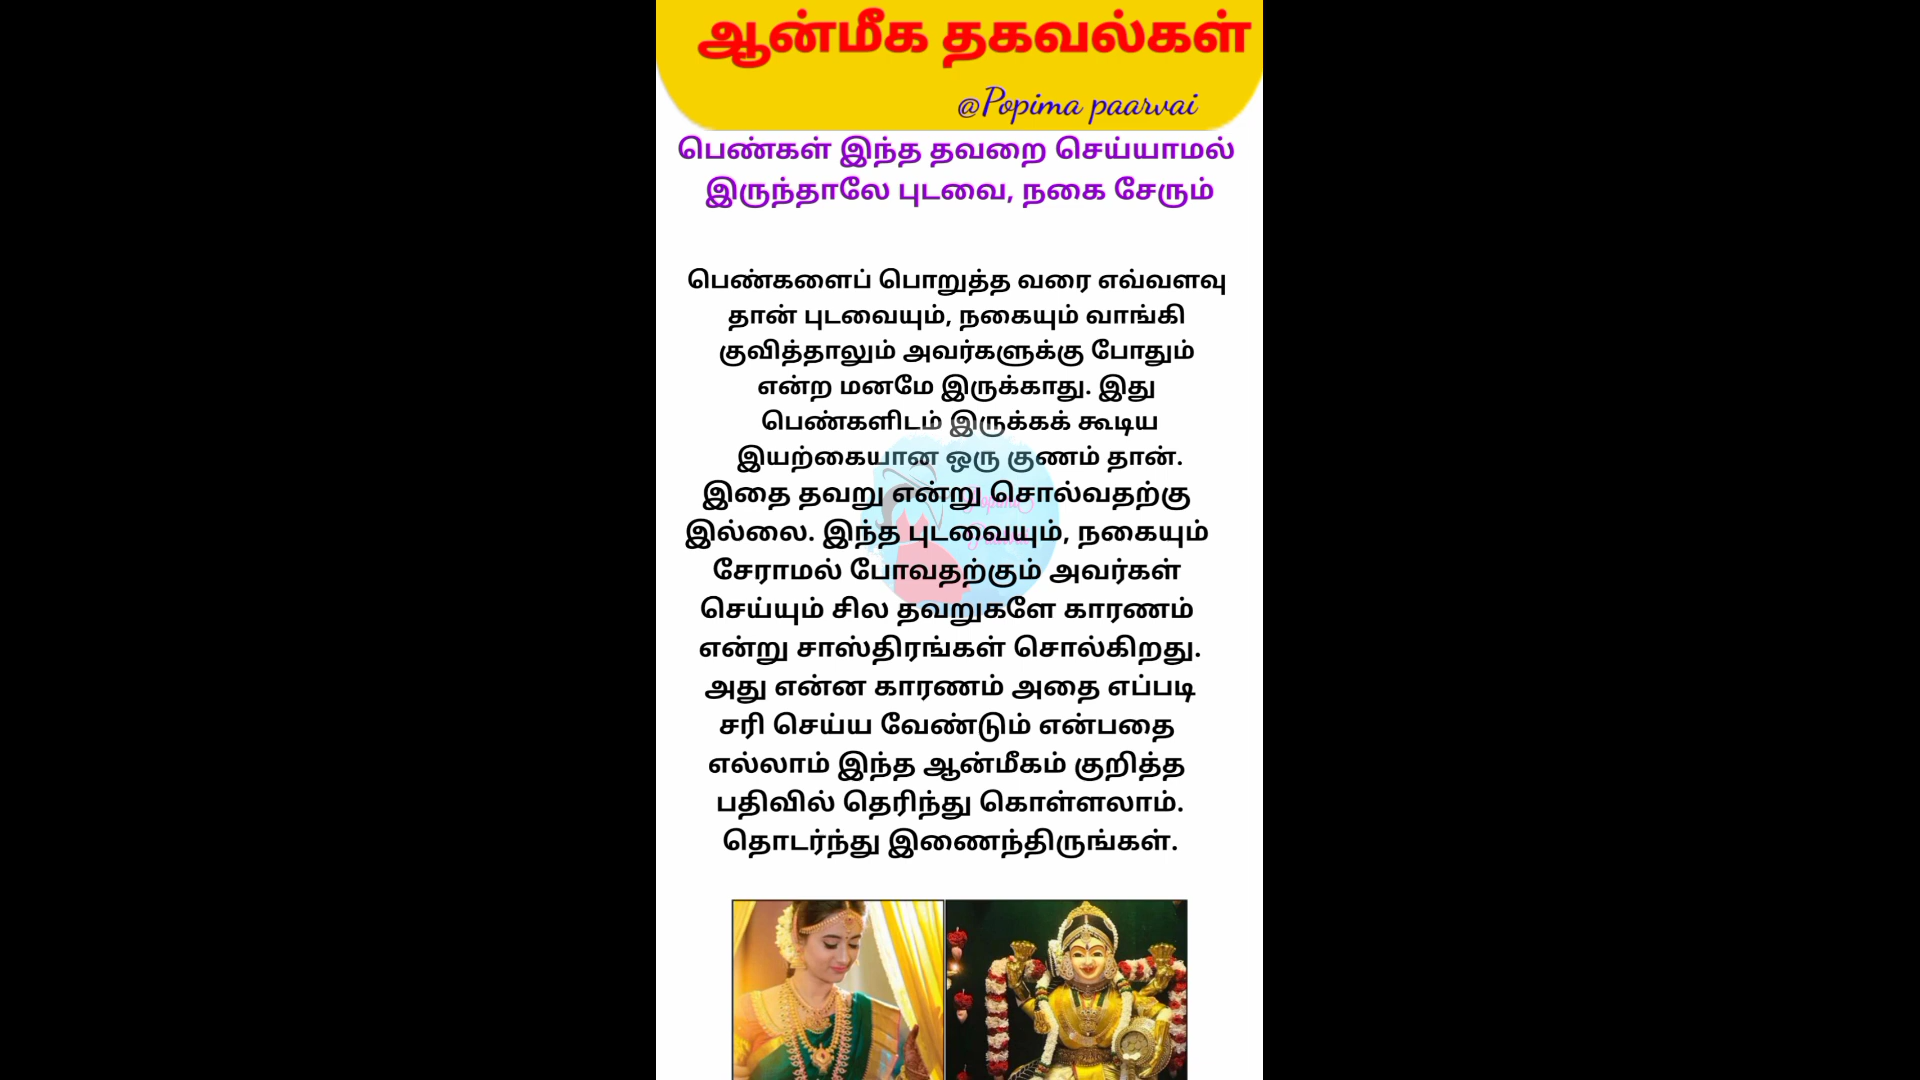 ஆன்மீக தகவல்கள்
@Popima paarvai
பெண்கள் இந்த தவறை செய்யாமல்
இருந்தாலே புடவை, நகை சேரும்
பெண்களைப் பொறுத்த வரை எவ்வளவு
தான் புடவையும், நகையும் வாங்கி
குவித்தாலும் அவர்களுக்கு போதும்
என்ற மனமே இருக்காது. இது
பெண்களிடம் இருக்கக் கூடிய
இயற்கையான ஒரு குணம் தான்.
இதை தவறு என்று சொல்வதற்கு
இல்லை. இந்த புடவையும், நகையும்
சேராமல் போவதற்கும் அவர்கள்
செய்யும் சில தவறுகளே காரணம்
என்று சாஸ்திரங்கள் சொல்கிறது.
அது என்ன காரணம் அதை எப்படி
சரி செய்ய வேண்டும் என்பதை
எல்லாம் இந்த ஆன்மீகம் குறித்த
பதிவில் தெரிந்து கொள்ளலாம்.
தொடர்ந்து இணைந்திருங்கள்.